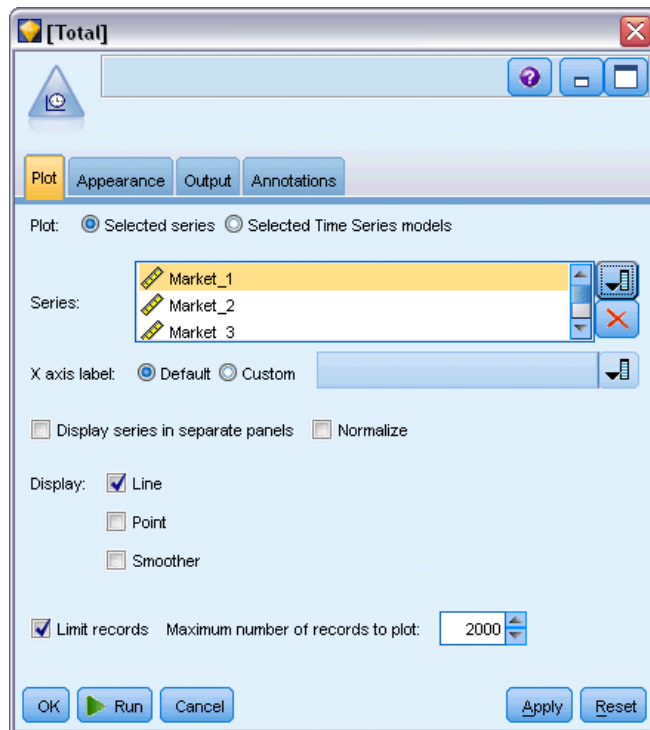 [Total]
Plot Appearance Output Annotations
Plot: Selected series Selected Time Series models
Series:
Market_1
Market_2
Market_3
X axis label: Default Custom
Display series in separate panels Normalize
Display: Line
Point
Smoother
Limit records Maximum number of records to plot: 2000
OK Run Cancel Apply Reset